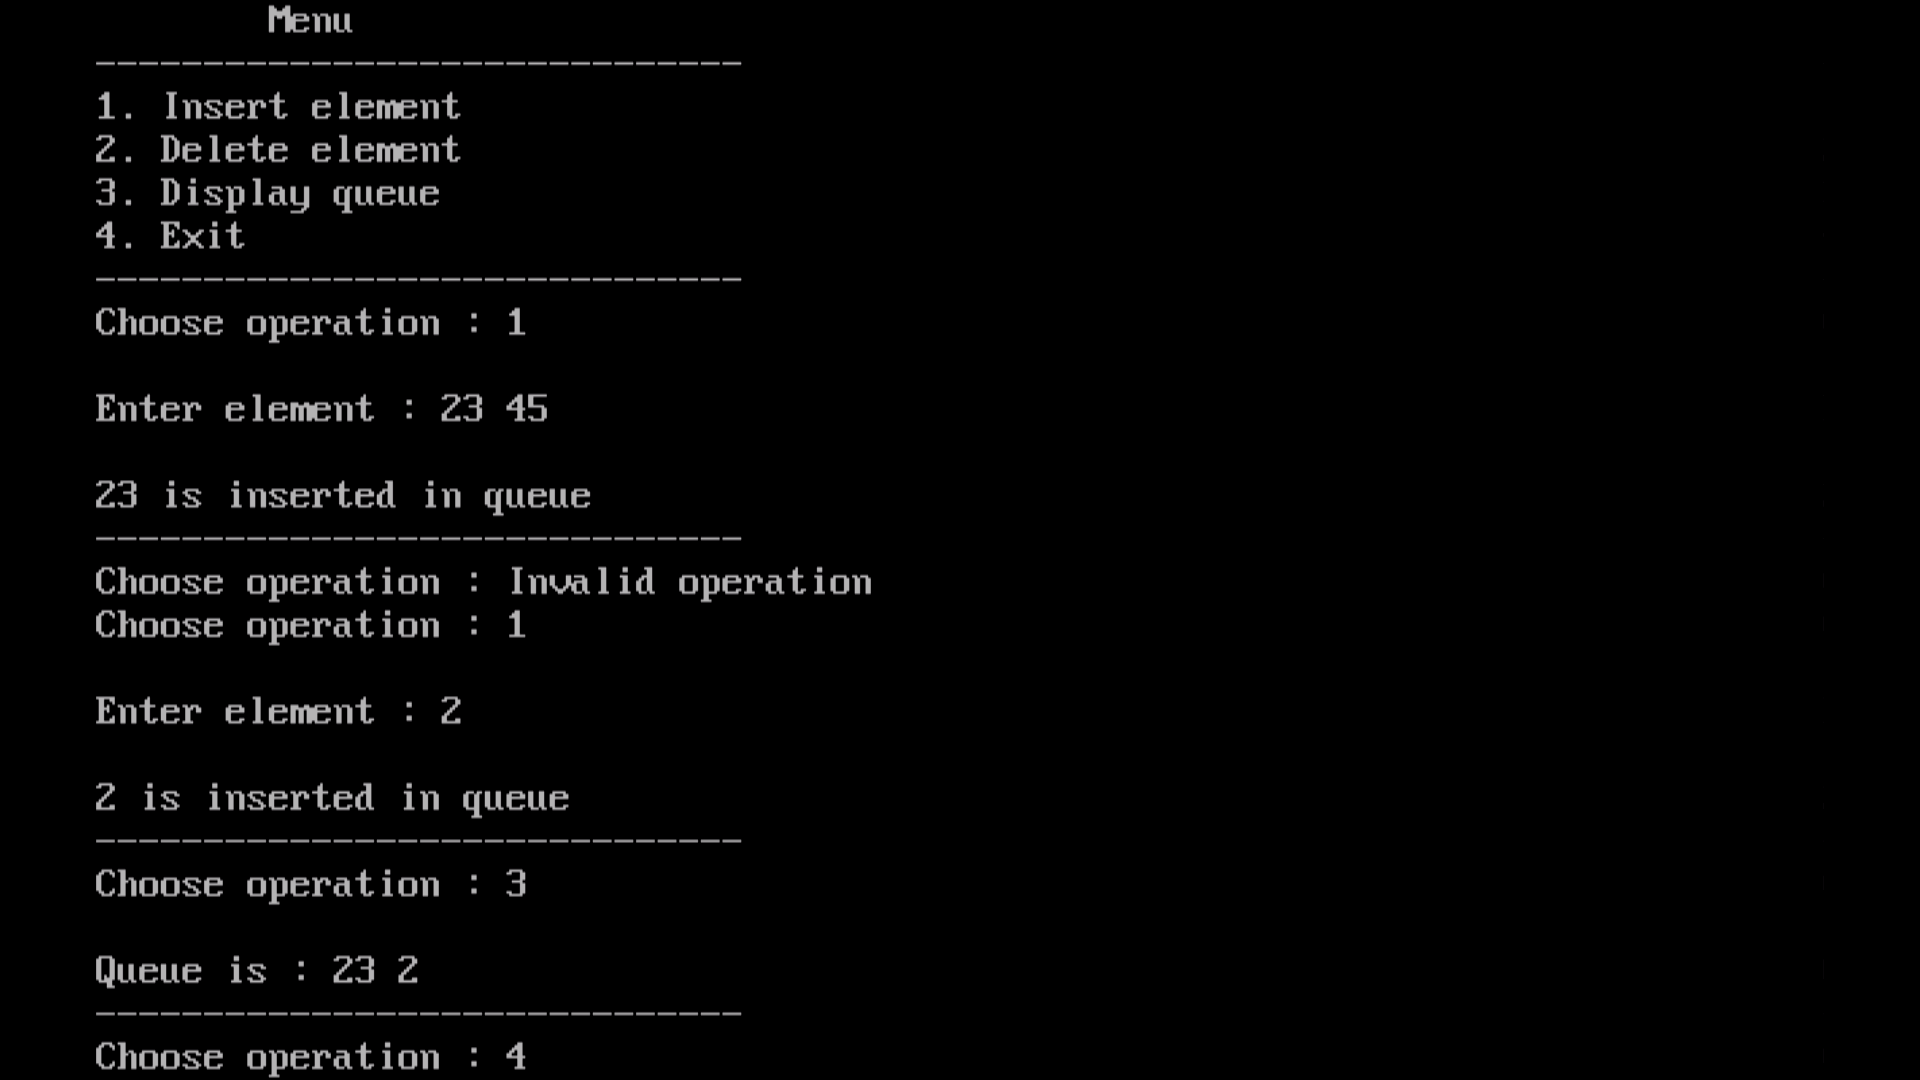 Menu
------------------------------
1. Insert element
2. Delete element
3. Display queue
4. Exit
------------------------------
Choose operation : 1
Enter element : 23 45
23 is inserted in queue
------------------------------
Choose operation : Invalid operation
Choose operation : 1
Enter element : 2
2 is inserted in queue
------------------------------
Choose operation : 3
Queue is : 23 2
------------------------------
Choose operation : 4